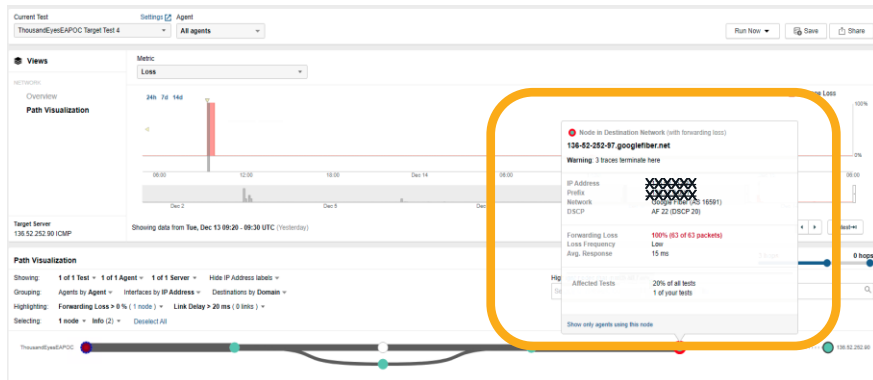 Current Test
Settings
Agent
ThousandEyesEAPOC Target Test 4
All agents
Run Now
Save
Share
Views
Metric
Loss
NETWORK
Overview
Path Visualization
24h 7d 14d
Loss
100%
0%
06:00
12:00
18:00
Dec 14
06:00
06:00
Dec 2
Dec 5
Target Server
136.52.252.90 ICMP
Showing data from Tue, Dec 13 09:20 - 09:30 UTC (Yesterday)
Node in Destination Network (with forwarding loss)
136-52-252-97.googlefiber.net
Warning: 3 traces terminate here
IP Address
Prefix
Network
Google Fiber (AS 16591)
DSCP
AF 22 (DSCP 20)
Forwarding Loss
100% (63 of 63 packets)
Loss Frequency
Low
Avg. Response
15 ms
Affected Tests
20% of all tests
1 of your tests
Show only agents using this node
Path Visualization
0 hops
Showing:
1 of 1 Test
1 of 1 Agent
1 of 1 Server
Hide IP Address labels
Grouping:
Agents by Agent
Interfaces by IP Address
Destinations by Domain
Highlighting:
Forwarding Loss > 0 % ( 1 node )
Link Delay > 20 ms ( 0 links )
Selecting:
1 node
Info (2)
Deselect All
ThousandEyesEAPOC
136.52.252.90